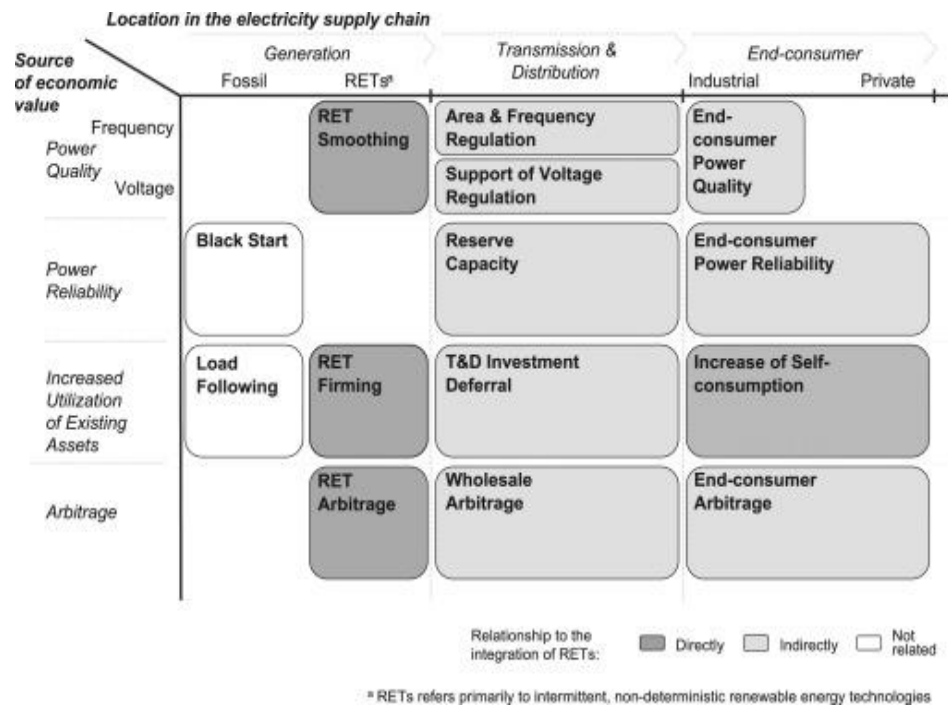 Location in the electricity supply chain
Source
of economic
value
Generation
Transmission &
Distribution
End-consumer
Fossil
RETsª
Industrial
Private
Frequency
Power
Quality
Voltage
RET
Smoothing
Area & Frequency
Regulation
Support of Voltage
Regulation
End-
consumer
Power
Quality
Power
Reliability
Black Start
Reserve
Capacity
End-consumer
Power Reliability
Increased
Utilization
of Existing
Assets
Load
Following
RET
Firming
T&D Investment
Deferral
Increase of Self-
consumption
Arbitrage
RET
Arbitrage
Wholesale
Arbitrage
End-consumer
Arbitrage
Relationship to the
integration of RETs:
Directly
Indirectly
Not
related
ª RETs refers primarily to intermittent, non-deterministic renewable energy technologies